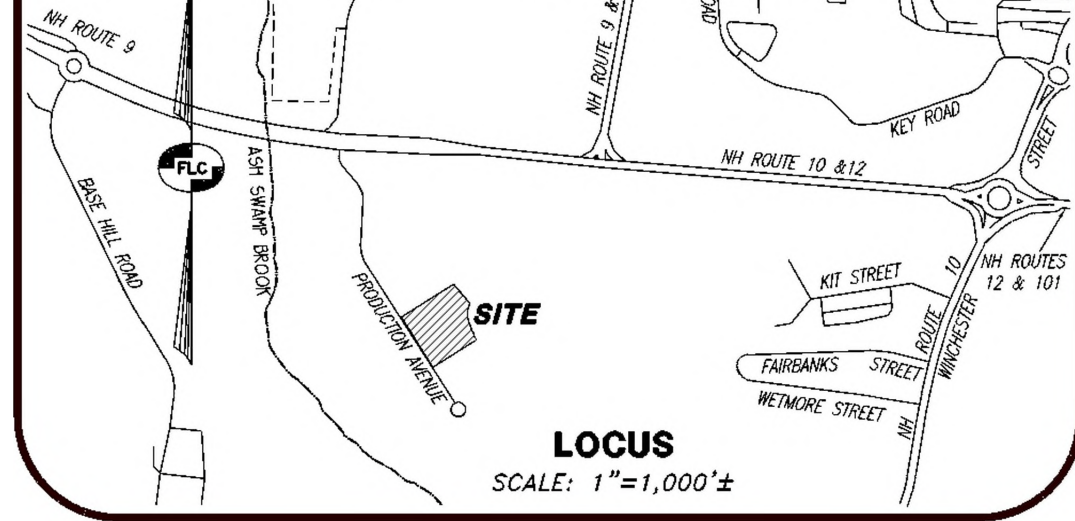 NH ROUTE 9
NH ROUTE 9 &
OAD
KEY ROAD
STREET
NH ROUTE 10 &12
FLC
ASH SWAMP BROOK
BASE HILL ROAD
NH ROUTES
12 & 101
KIT STREET
PRODUCTION AVENUE
SITE
NH ROUTE 10
WINCHESTER
FAIRBANKS STREET
WETMORE STREET
LOCUS
SCALE: 1"=1,000'±